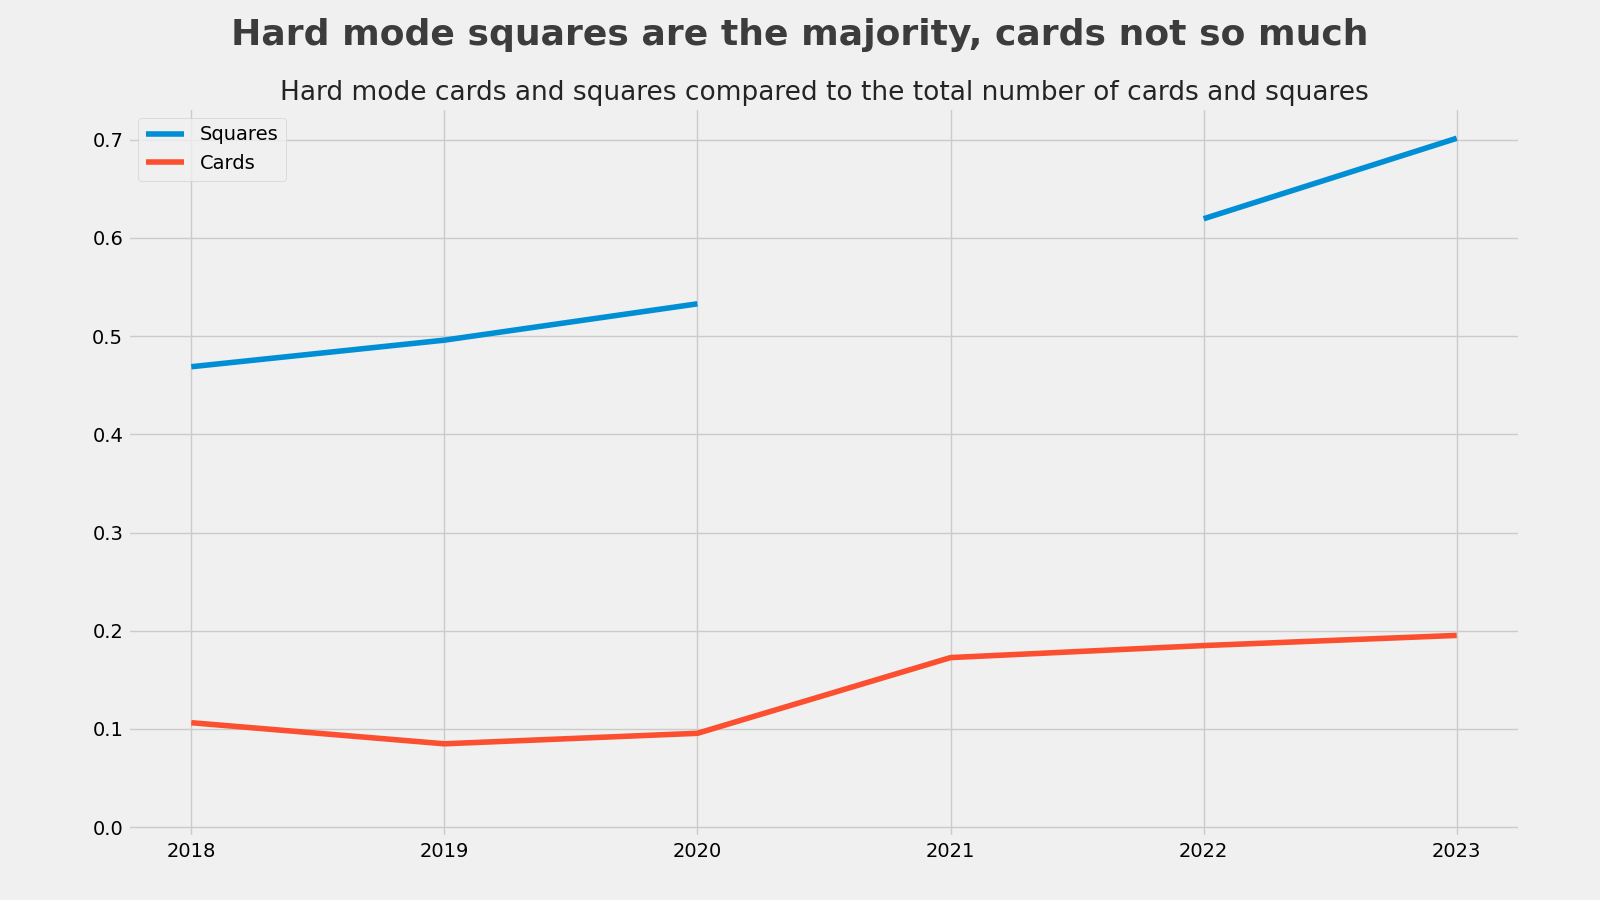 Hard mode squares are the majority, cards not so much
Hard mode cards and squares compared to the total number of cards and squares
Squares
Cards
0.7
0.6
0.5
0.4
0.3
0.2
0.1
0.0
2018 2019 2020 2021 2022 2023